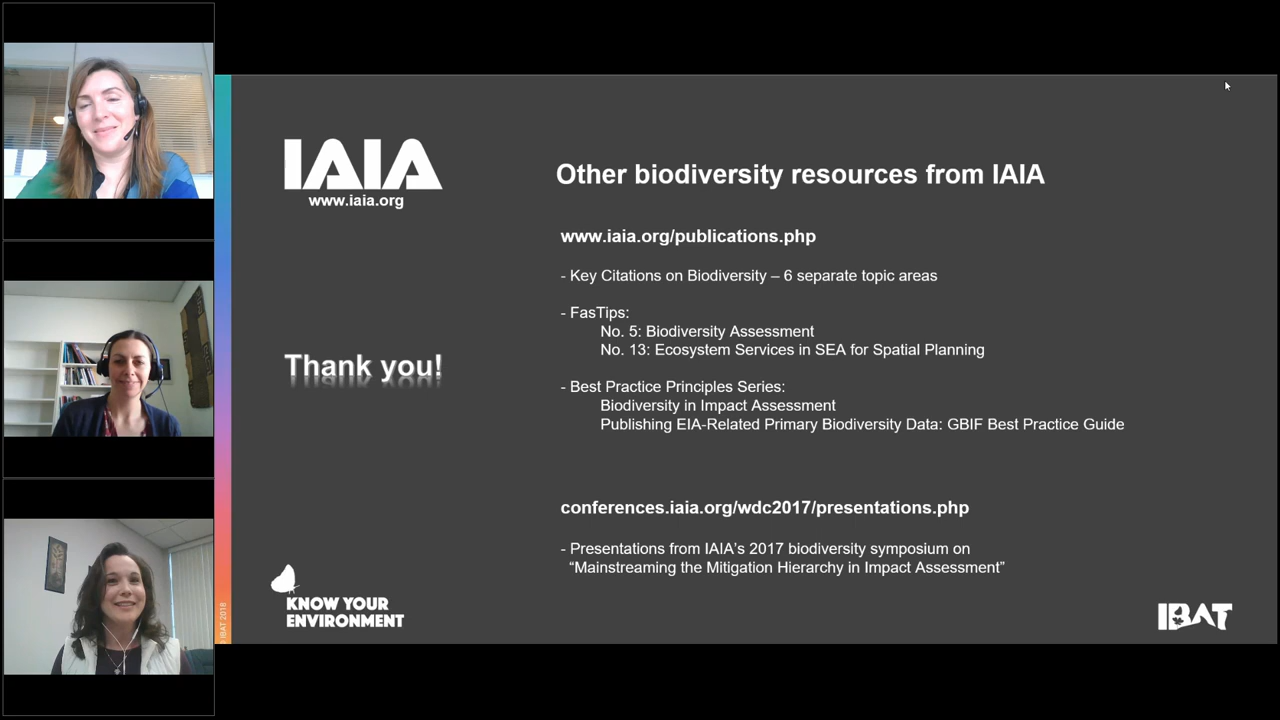 IAIA
www.iaia.org
Thank you!
KNOW YOUR
ENVIRONMENT
© IBAT 2018
Other biodiversity resources from IAIA
www.iaia.org/publications.php
- Key Citations on Biodiversity – 6 separate topic areas
- FasTips:
No. 5: Biodiversity Assessment
No. 13: Ecosystem Services in SEA for Spatial Planning
- Best Practice Principles Series:
Biodiversity in Impact Assessment
Publishing EIA-Related Primary Biodiversity Data: GBIF Best Practice Guide
conferences.iaia.org/wdc2017/presentations.php
- Presentations from IAIA’s 2017 biodiversity symposium on
“Mainstreaming the Mitigation Hierarchy in Impact Assessment”
IBAT